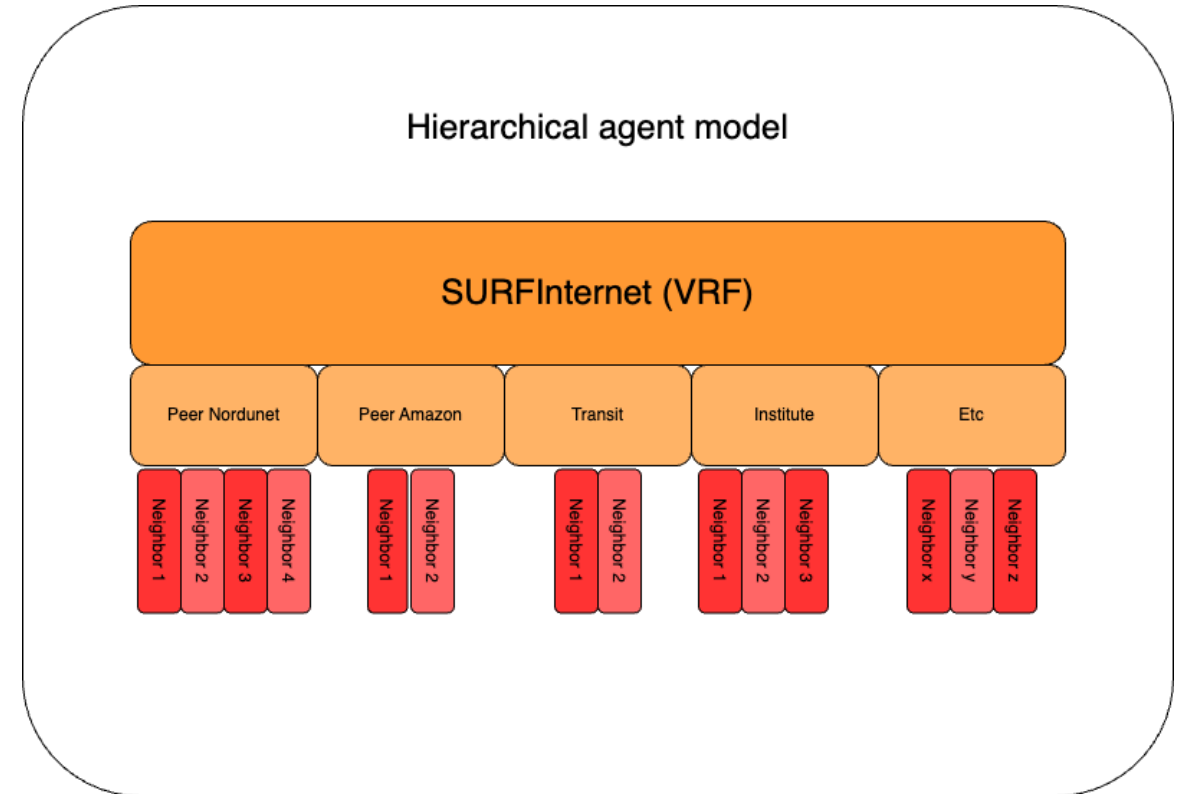 Hierarchical agent model
SURFInternet (VRF)
Peer Nordunet
Peer Amazon
Transit
Institute
Etc
Neighbor 1
Neighbor 2
Neighbor 3
Neighbor 4
Neighbor 1
Neighbor 2
Neighbor 1
Neighbor 2
Neighbor 1
Neighbor 2
Neighbor 3
Neighbor x
Neighbor y
Neighbor z